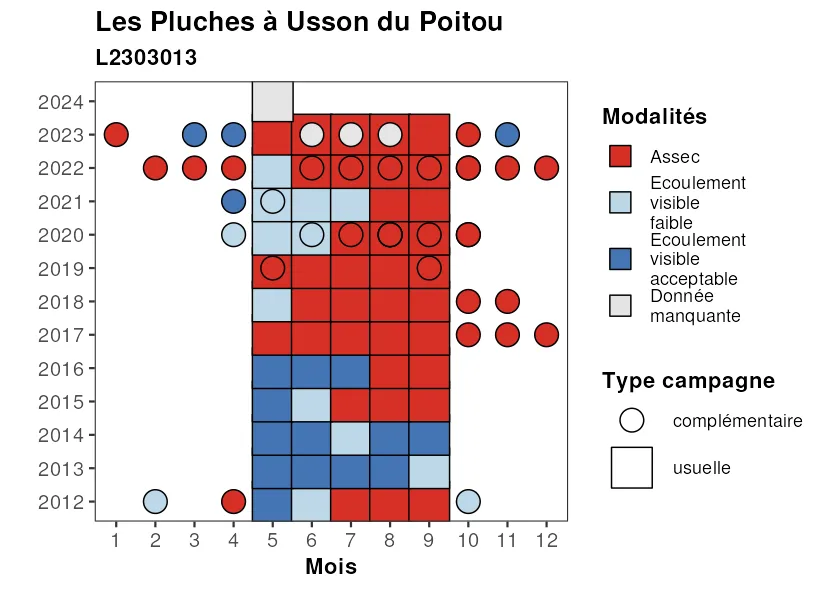 Les Pluches à Usson du Poitou
L2303013
2024
2023
2022
2021
2020
2019
2018
2017
2016
2015
2014
2013
2012
1 2 3 4 5 6 7 8 9 10 11 12
Mois
Modalités
Assec
Ecoulement
visible
faible
Ecoulement
visible
acceptable
Donnée
manquante
Type campagne
complémentaire
usuelle